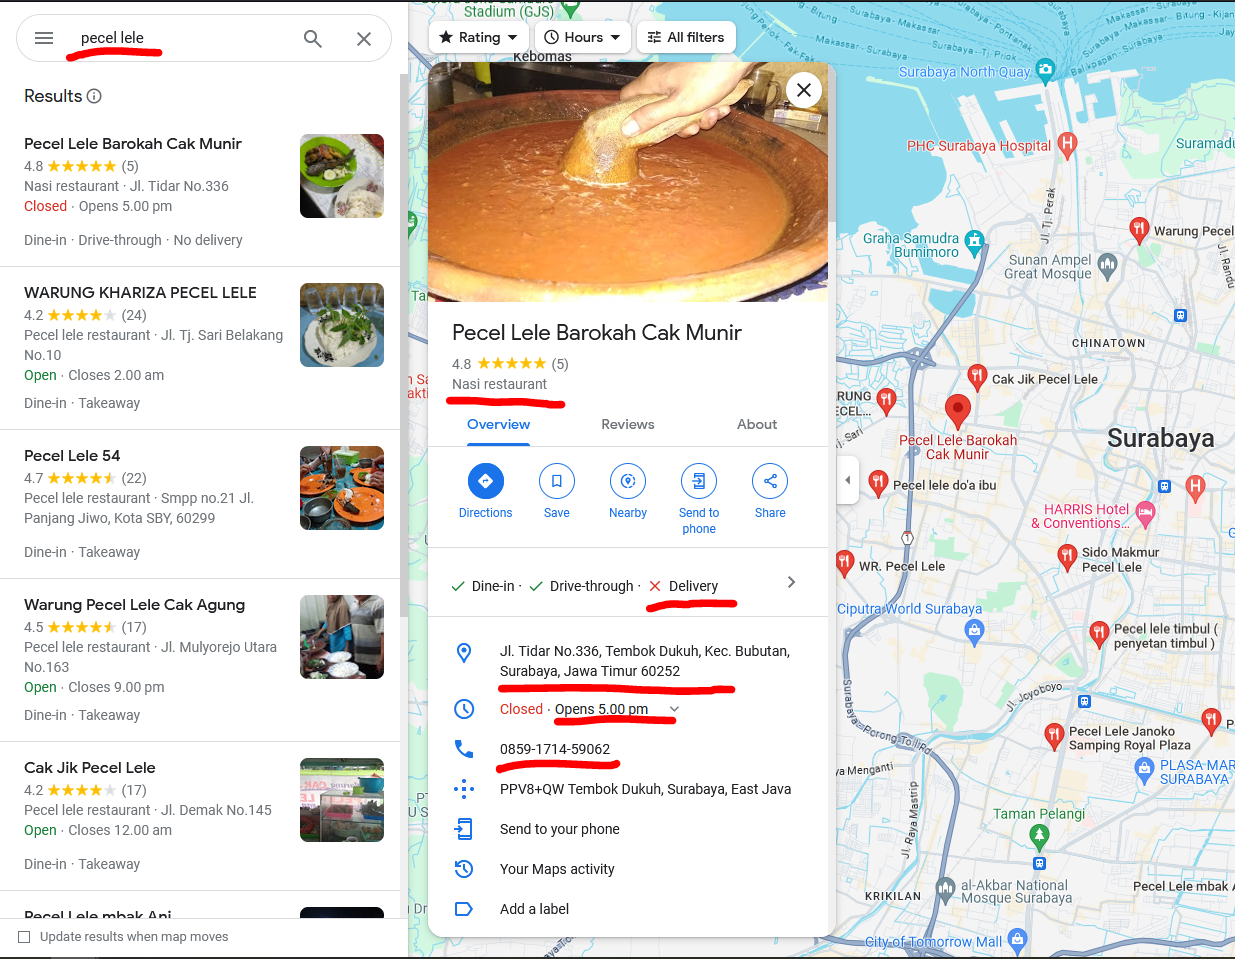 pecel lele
Results
Pecel Lele Barokah Cak Munir
4.8 (5)
Nasi restaurant · Jl. Tidar No.336
Closed · Opens 5.00 pm
Dine-in · Drive-through · No delivery
WARUNG KHARIZA PECEL LELE
4.2 (24)
Pecel lele restaurant · Jl. Tj. Sari Belakang
No.10
Open · Closes 2.00 am
Dine-in · Takeaway
Pecel Lele 54
4.7 (22)
Pecel lele restaurant · Smpp no.21 Jl.
Panjang Jiwo, Kota SBY, 60299
Dine-in · Takeaway
Warung Pecel Lele Cak Agung
4.5 (17)
Pecel lele restaurant · Jl. Mulyorejo Utara
No.163
Open · Closes 9.00 pm
Dine-in · Takeaway
Cak Jik Pecel Lele
4.2 (17)
Pecel lele restaurant · Jl. Demak No.145
Open · Closes 12.00 am
Dine-in · Takeaway
Pecel Lele mbak Ani
Update results when map moves
Stadium (GJS)
Rating
Hours
All filters
Kebomas
Pecel Lele Barokah Cak Munir
4.8 (5)
Nasi restaurant
Overview
Reviews
About
Directions
Save
Nearby
Send to
phone
Share
Dine-in · Drive-through · Delivery
Jl. Tidar No.336, Tembok Dukuh, Kec. Bubutan,
Surabaya, Jawa Timur 60252
Closed · Opens 5.00 pm
0859-1714-59062
PPV8+QW Tembok Dukuh, Surabaya, East Java
Send to your phone
Your Maps activity
Add a label
Surabaya North Quay
PHC Surabaya Hospital
Suramadu
Jl. Tj. Perak
Graha Samudra
Bumimoro
Warung Pecel
Sunan Ampel
Great Mosque
Jl. Randu
CHINATOWN
Cak Jik Pecel Lele
RUNG
ECEL...
Pecel Lele Barokah
Cak Munir
Surabaya
j. Sari
Pecel lele do'a ibu
HARRIS Hotel
& Conventions...
1
Sido Makmur
Pecel Lele
WR. Pecel Lele
Ciputra World Surabaya
Pecel lele timbul (
penyetan timbul )
Jl. Joyoboyo
Surabaya - Porong Toll Rd
Pecel Lele Janoko
Samping Royal Plaza
ya Menganti
PLASA MAR
SURABAYA
Jl. Raya Mastrip
Taman Pelangi
KRIKILAN
al-Akbar National
Mosque Surabaya
Pecel Lele mbak A
City of Tomorrow Mall